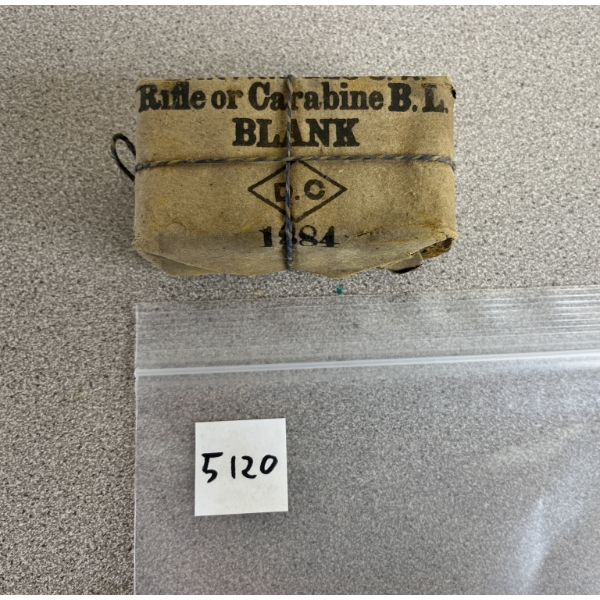 Rifle or Carabine B. L.
BLANK
D.C
1884
5120